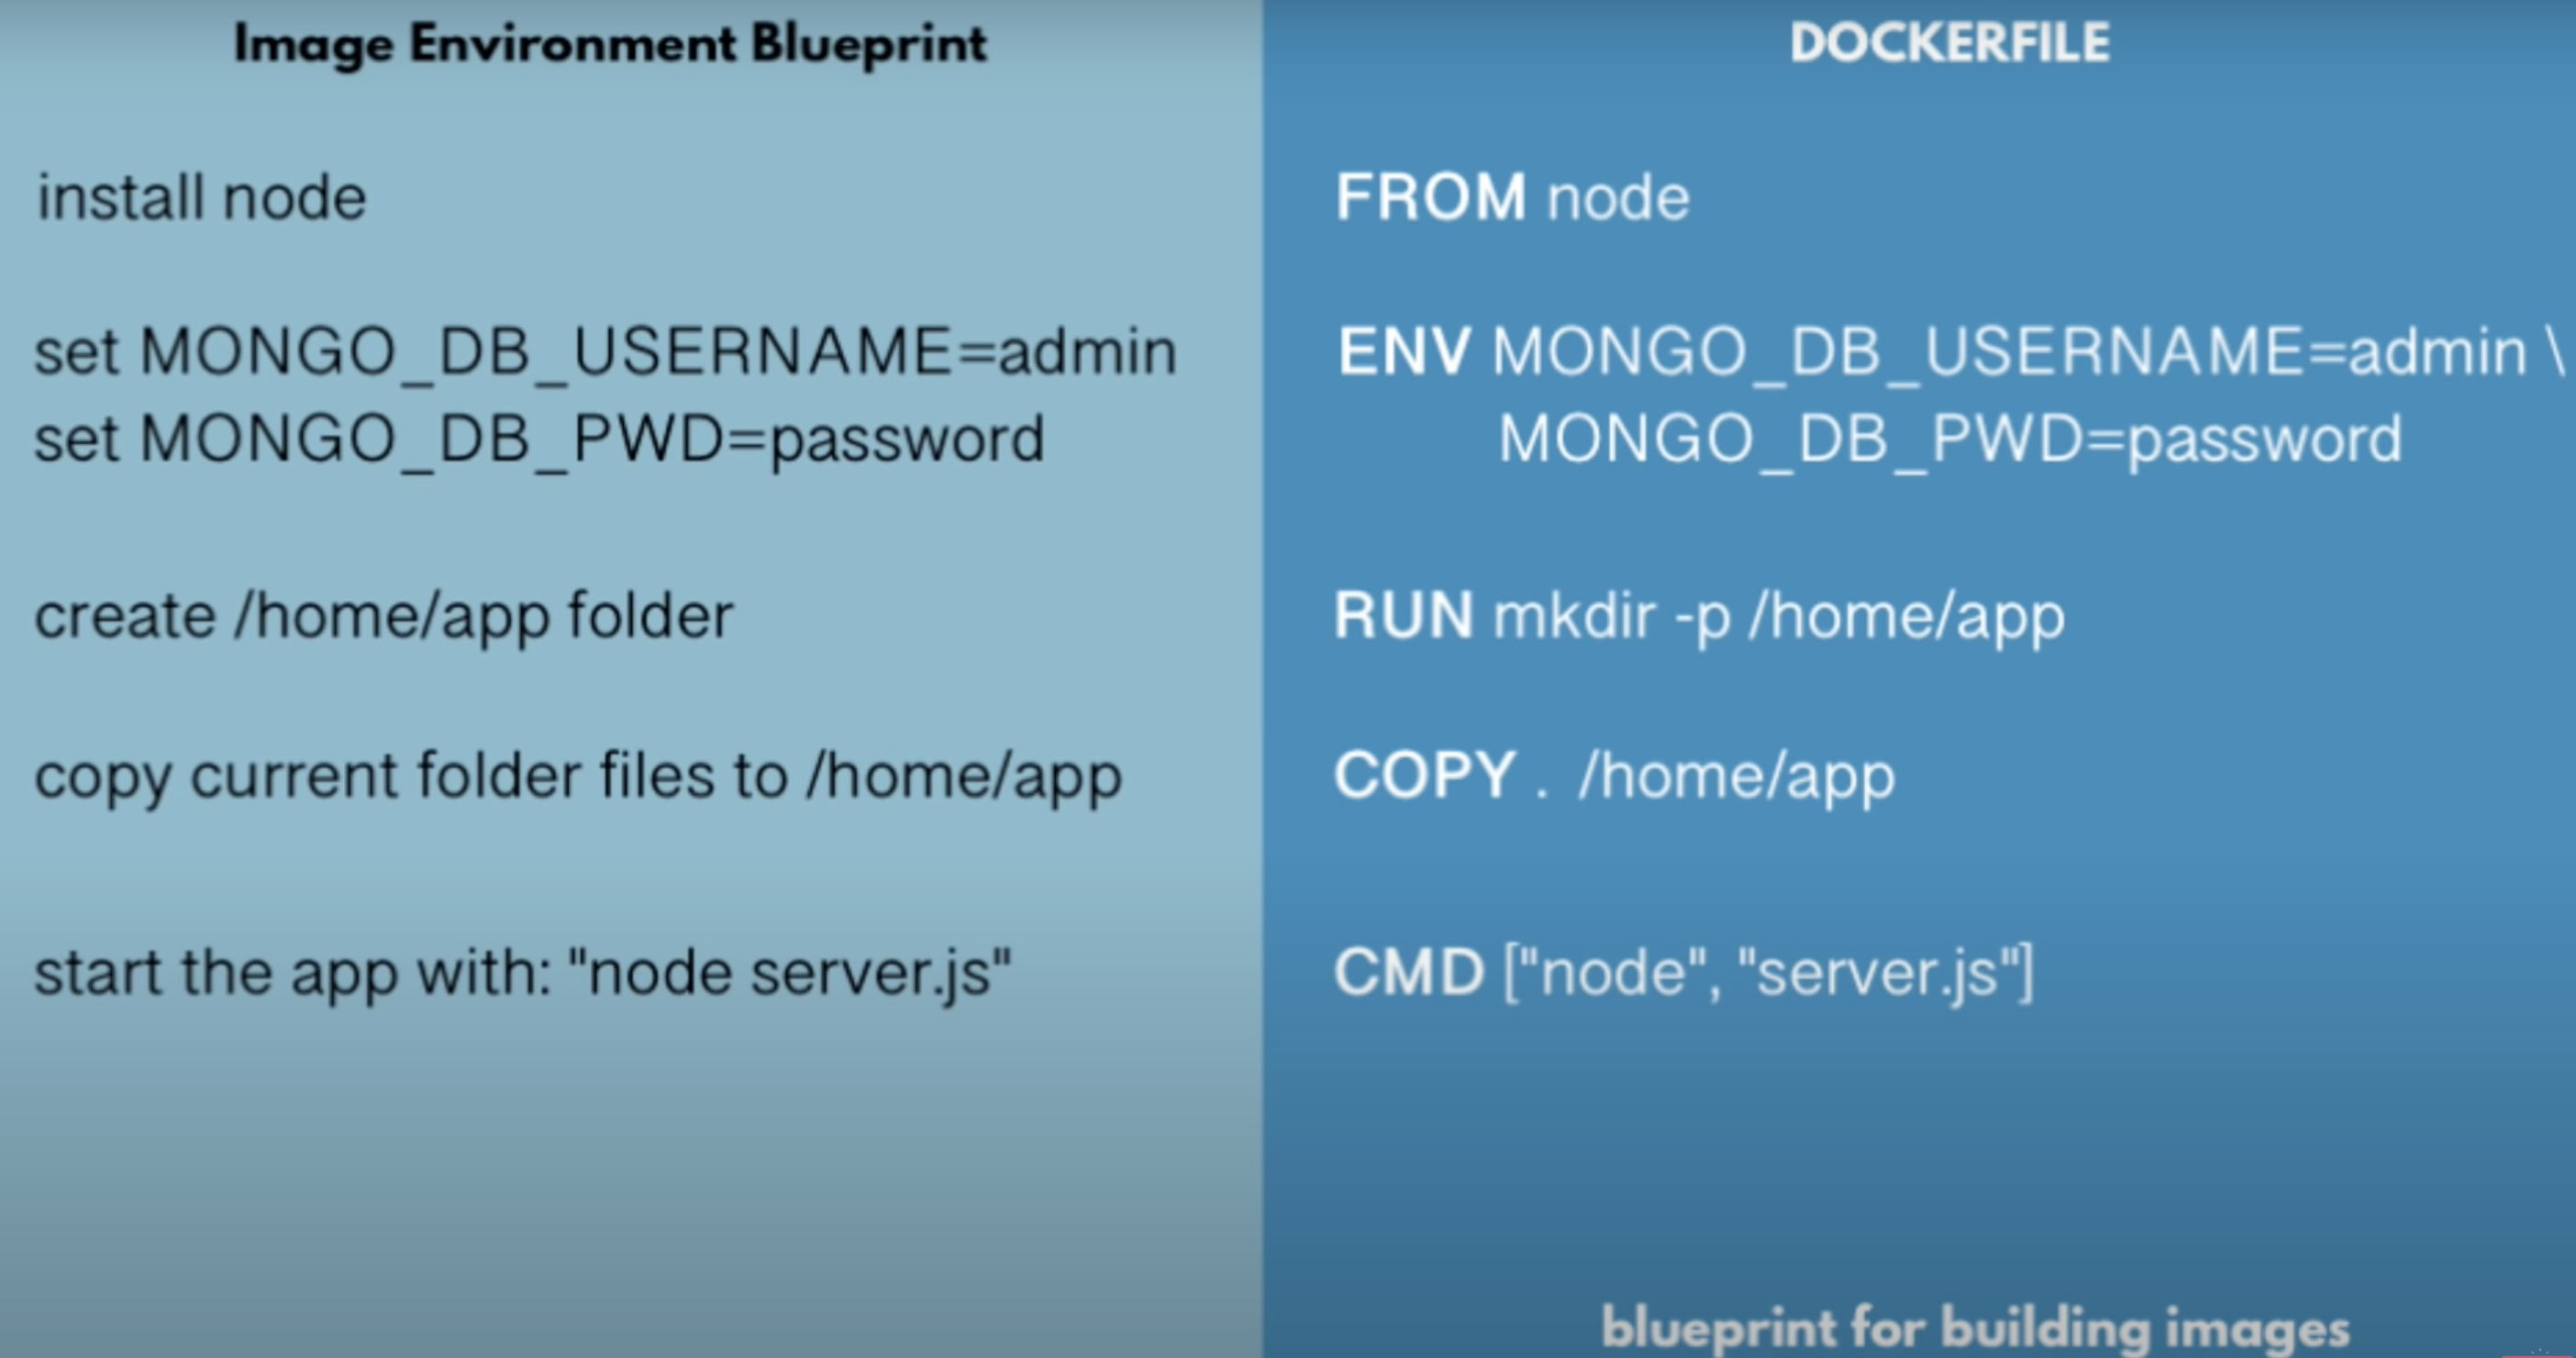 Image Environment Blueprint
install node
set MONGO_DB_USERNAME=admin
set MONGO_DB_PWD=password
create /home/app folder
copy current folder files to /home/app
start the app with: "node server.js"
DOCKERFILE
FROM node
ENV MONGO_DB_USERNAME=admin \
MONGO_DB_PWD=password
RUN mkdir -p /home/app
COPY . /home/app
CMD ["node", "server.js"]
blueprint for building images